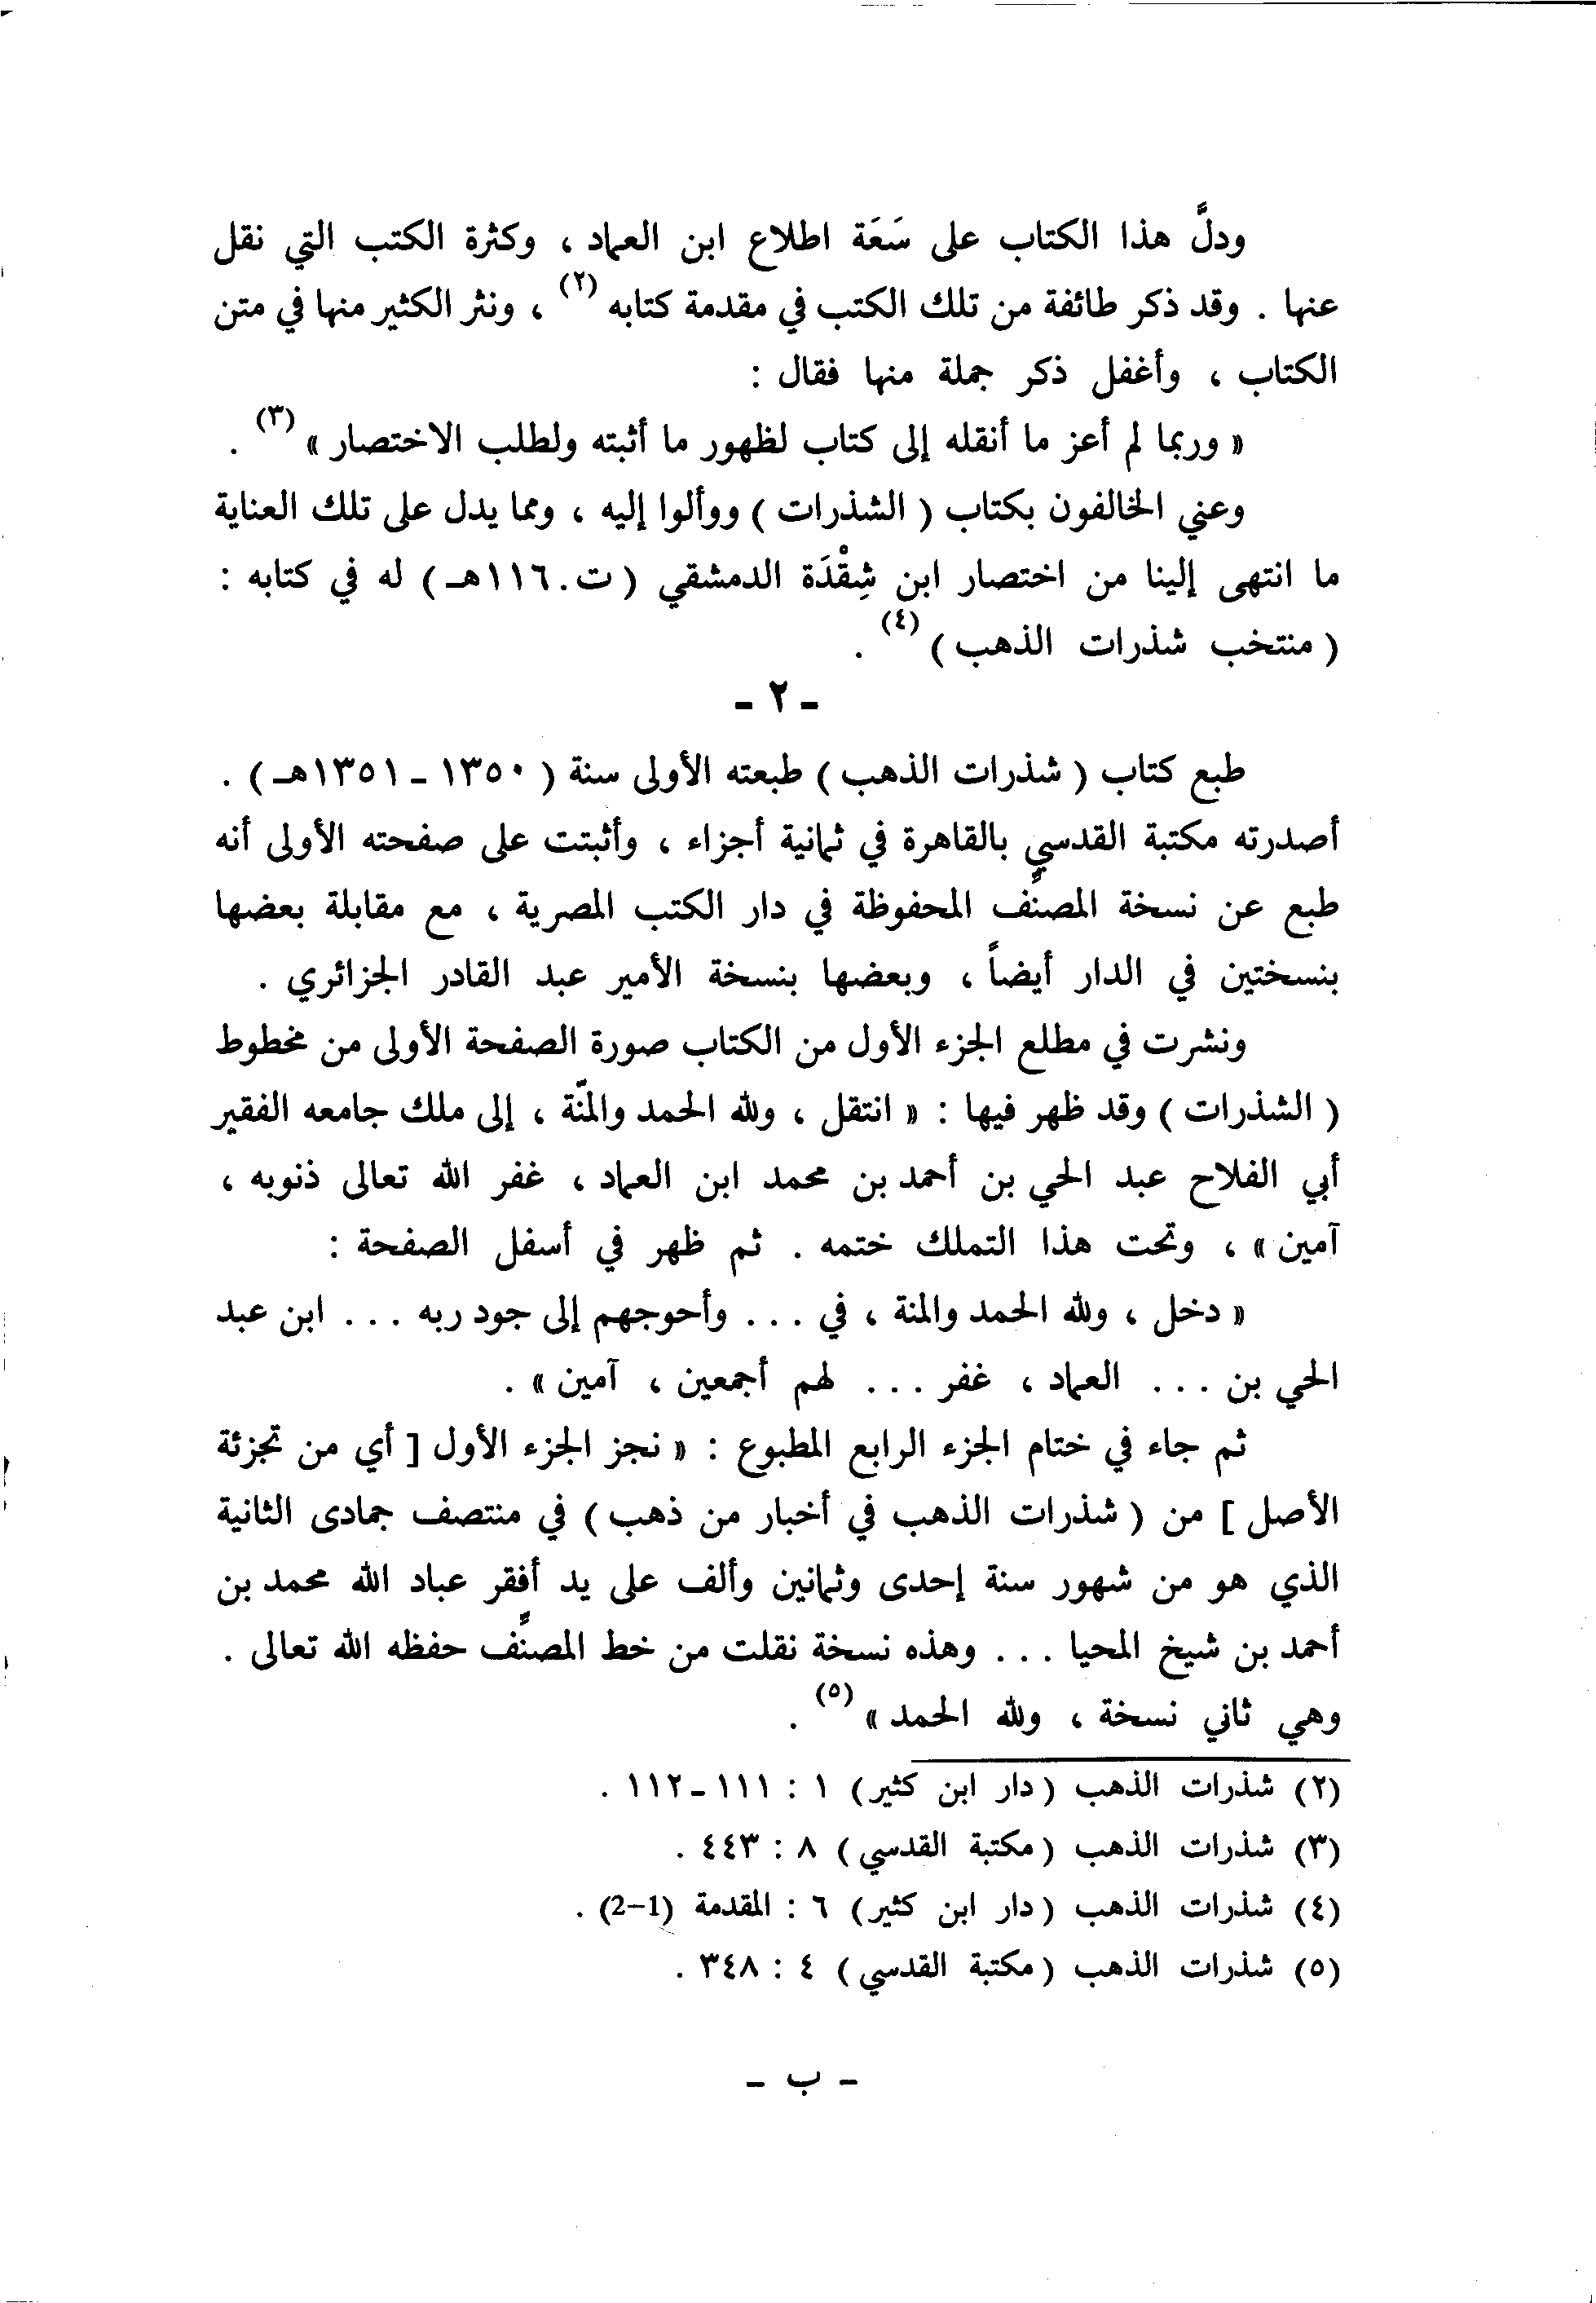 ودلَّ هذا الكتاب على سَعَة اطلاع ابن العماد ، وكثرة الكتب التي نقل
عنها . وقد ذكر طائفة من تلك الكتب في مقدمة كتابه (٢) ، ونثر الكثير منها في متن
الكتاب ، وأغفل ذكر جملة منها فقال :
« وربما لم أعز ما أنقله إلى كتاب لظهور ما أثبته ولطلب الاختصار » (٣) .
وعني الخالفون بكتاب ( الشذرات ) ووألوا إليه ، ومما يدل على تلك العناية
ما انتهى إلينا من اختصار ابن شِقْدَة الدمشقي ( ت.١١٦هـ ) له في كتابه :
( منتخب شذرات الذهب ) (٤) .
ـ ٢ ـ
طبع كتاب ( شذرات الذهب ) طبعته الأولى سنة ( ١٣٥٠ ـ ١٣٥١هـ ) .
أصدرته مكتبة القدسي بالقاهرة في ثمانية أجزاء ، وأثبتت على صفحته الأولى أنه
طبع عن نسخة المصنِّف المحفوظة في دار الكتب المصرية ، مع مقابلة بعضها
بنسختين في الدار أيضاً ، وبعضها بنسخة الأمير عبد القادر الجزائري .
ونشرت في مطلع الجزء الأول من الكتاب صورة الصفحة الأولى من مخطوط
( الشذرات ) وقد ظهر فيها : « انتقل ، ولله الحمد والمنّة ، إلى ملك جامعه الفقير
أبي الفلاح عبد الحي بن أحمد بن محمد ابن العماد ، غفر الله تعالى ذنوبه ،
آمين » ، وتحت هذا التملك ختمه . ثم ظهر في أسفل الصفحة :
« دخل ، ولله الحمد والمنة ، في ... وأحوجهم إلى جود ربه ... ابن عبد
الحي بن ... العماد ، غفر ... لهم أجمعين ، آمين » .
ثم جاء في ختام الجزء الرابع المطبوع : « نجز الجزء الأول [ أي من تجزئة
الأصل ] من ( شذرات الذهب في أخبار من ذهب ) في منتصف جمادى الثانية
الذي هو من شهور سنة إحدى وثمانين وألف على يد أفقر عباد الله محمد بن
أحمد بن شيخ المحيا ... وهذه نسخة نقلت من خط المصنِّف حفظه الله تعالى .
وهي ثاني نسخة ، ولله الحمد » (٥) .
(٢) شذرات الذهب ( دار ابن كثير ) ١ : ١١١ ـ ١١٢ .
(٣) شذرات الذهب ( مكتبة القدسي ) ٨ : ٤٤٣ .
(٤) شذرات الذهب ( دار ابن كثير ) ٦ : المقدمة (1-2) .
(٥) شذرات الذهب ( مكتبة القدسي ) ٤ : ٣٤٨ .
ـ ب ـ